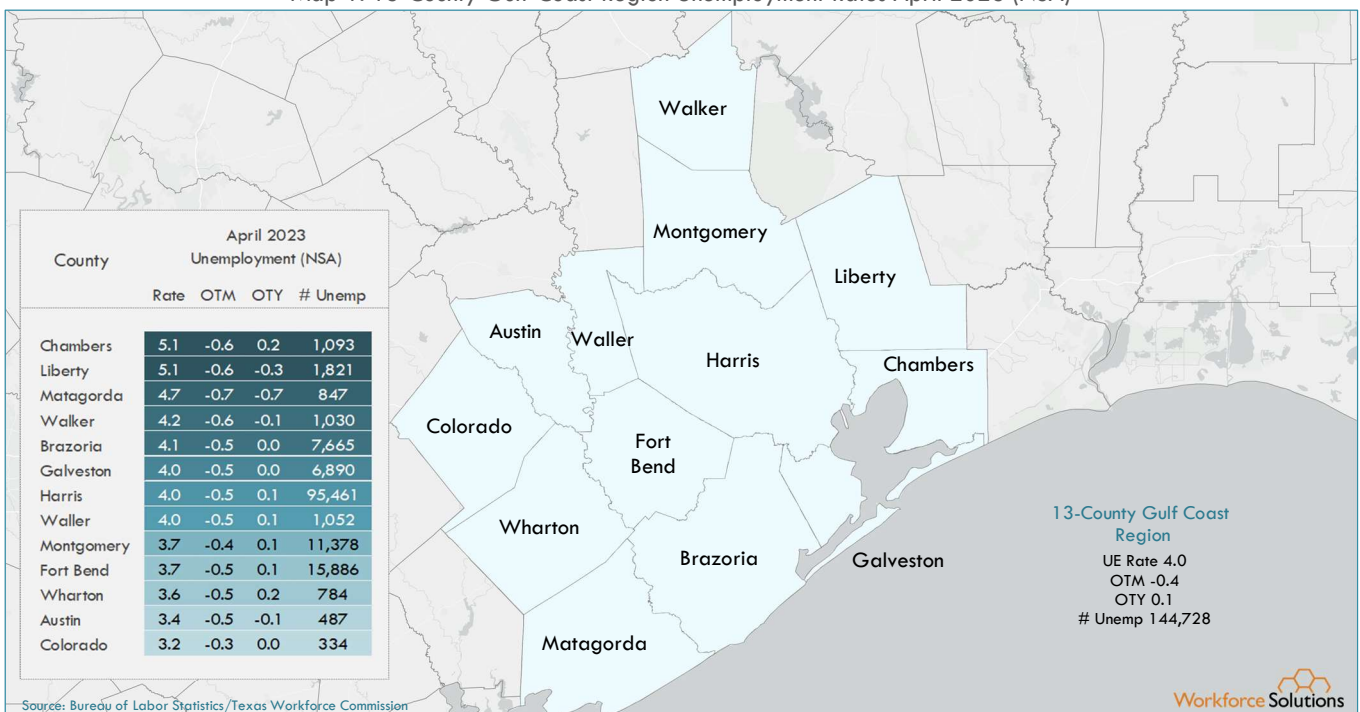 Walker
Montgomery
Liberty
Austin
Waller
Harris
Chambers
Colorado
Fort
Bend
Wharton
Brazoria
Galveston
Matagorda
County
April 2023
Unemployment (NSA)
Rate OTM OTY # Unemp
Chambers 5.1 -0.6 0.2 1,093
Liberty 5.1 -0.6 -0.3 1,821
Matagorda 4.7 -0.7 -0.7 847
Walker 4.2 -0.6 -0.1 1,030
Brazoria 4.1 -0.5 0.0 7,665
Galveston 4.0 -0.5 0.0 6,890
Harris 4.0 -0.5 0.1 95,461
Waller 4.0 -0.5 0.1 1,052
Montgomery 3.7 -0.4 0.1 11,378
Fort Bend 3.7 -0.5 0.1 15,886
Wharton 3.6 -0.5 0.2 784
Austin 3.4 -0.5 -0.1 487
Colorado 3.2 -0.3 0.0 334
13-County Gulf Coast
Region
UE Rate 4.0
OTM -0.4
OTY 0.1
# Unemp 144,728
Source: Bureau of Labor Statistics/Texas Workforce Commission
Workforce Solutions